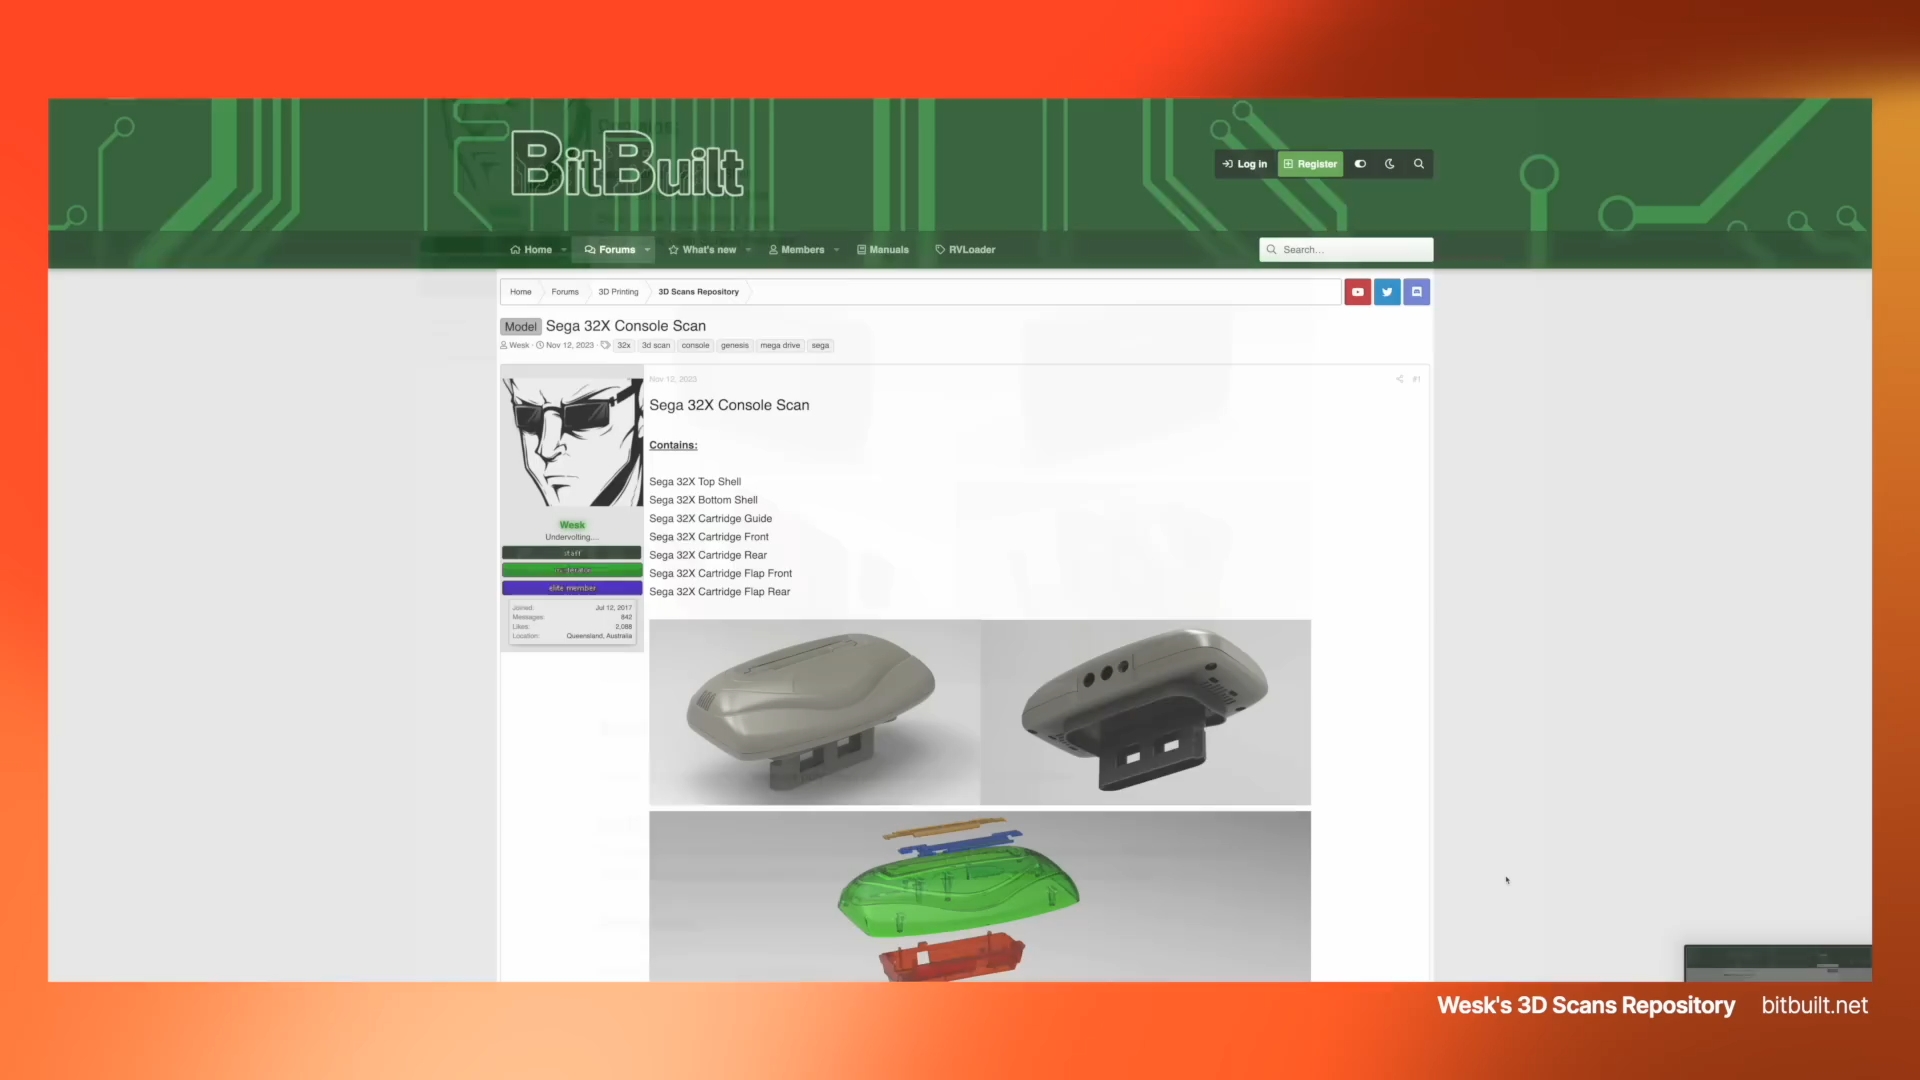 BitBuilt
Log in
Register
Home
Forums
What's new
Members
Manuals
RVLoader
Search...
Home
Forums
3D Printing
3D Scans Repository
Model
Sega 32X Console Scan
Wesk · Nov 12, 2023 ·
32x
3d scan
console
genesis
mega drive
sega
Nov 12, 2023
#1
Sega 32X Console Scan
Contains:
Sega 32X Top Shell
Sega 32X Bottom Shell
Sega 32X Cartridge Guide
Sega 32X Cartridge Front
Sega 32X Cartridge Rear
Sega 32X Cartridge Flap Front
Sega 32X Cartridge Flap Rear
Wesk
Undervolting....
staff
moderator
elite member
Joined: Jul 12, 2017
Messages: 842
Likes: 2,088
Location: Queensland, Australia
Wesk's 3D Scans Repository bitbuilt.net